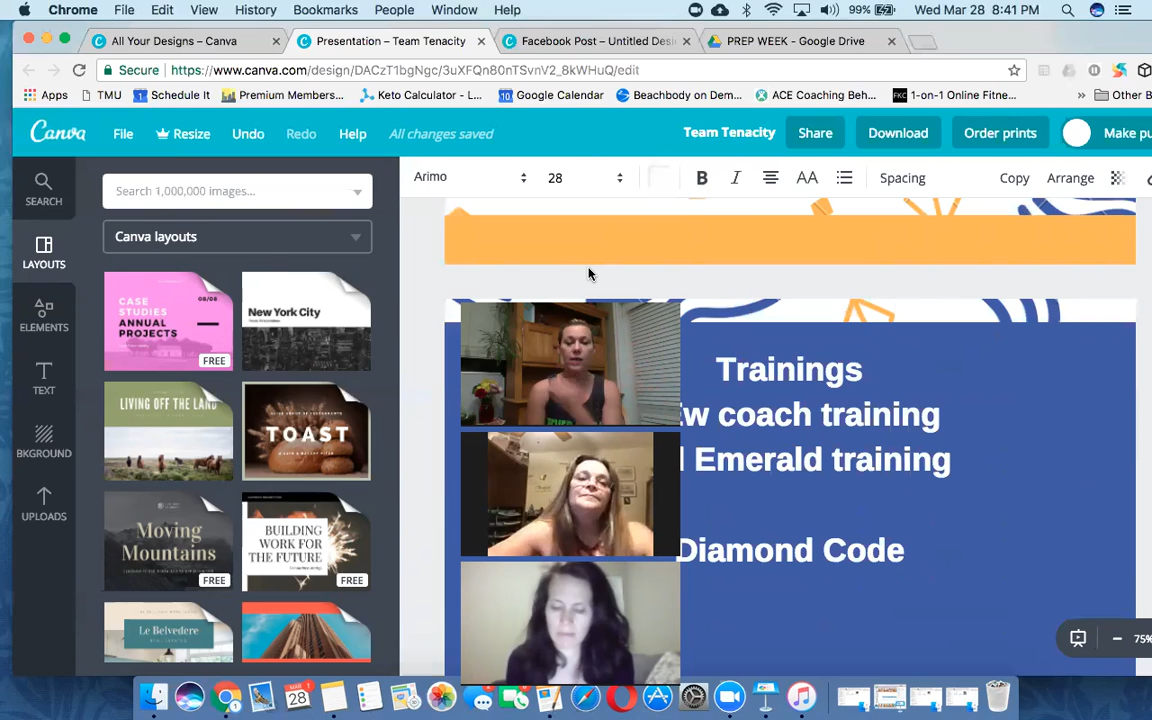 Chrome File Edit View History Bookmarks People Window Help 99% Wed Mar 28 8:41 PM
All Your Designs – Canva
Presentation – Team Tenacity
Facebook Post – Untitled Desi
PREP WEEK - Google Drive
Secure https://www.canva.com/design/DACzT1bgNgc/3uXFQn80nTSvnV2_8kWHuQ/edit
Apps TMU Schedule It Premium Members... Keto Calculator - L... Google Calendar Beachbody on Dem... ACE Coaching Beh... FKC 1-on-1 Online Fitne... » Other B
Canva File Resize Undo Redo Help All changes saved Team Tenacity Share Download Order prints Make pu
Arimo 28 B I AA Spacing Copy Arrange
SEARCH
LAYOUTS
ELEMENTS
TEXT
BKGROUND
UPLOADS
Search 1,000,000 images...
Canva layouts
CASE
STUDIES
ANNUAL
PROJECTS
FREE
New York City
LIVING OFF THE LAND
TOAST
Moving
Mountains
FREE
BUILDING
WORK FOR
THE FUTURE
FREE
Le Belvedere
Trainings
w coach training
Emerald training
Diamond Code
75%
MAR
28